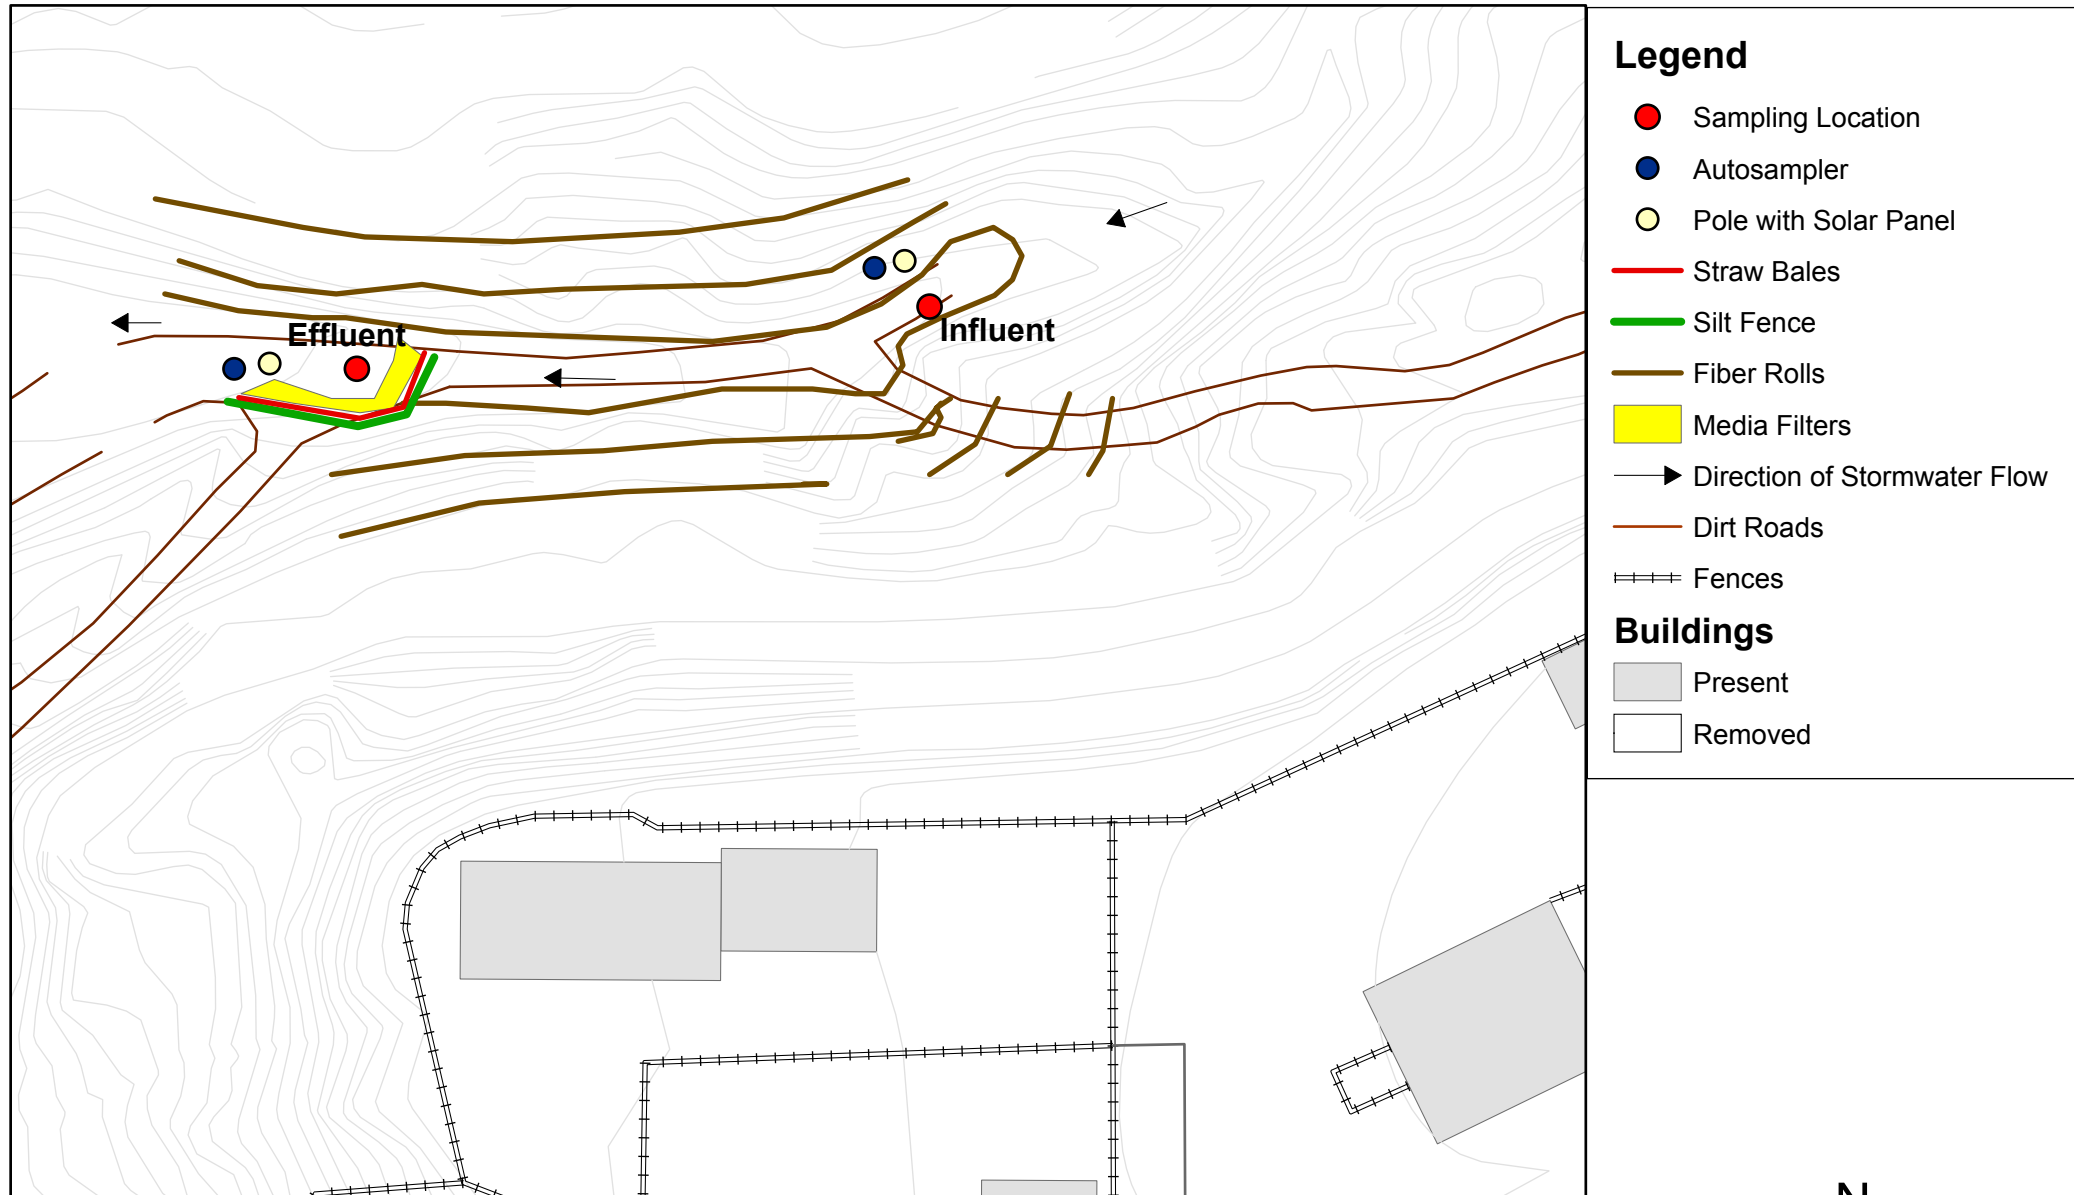 Effluent
Influent
Legend
Sampling Location
Autosampler
Pole with Solar Panel
Straw Bales
Silt Fence
Fiber Rolls
Media Filters
Direction of Stormwater Flow
Dirt Roads
Fences
Buildings
Present
Removed
N